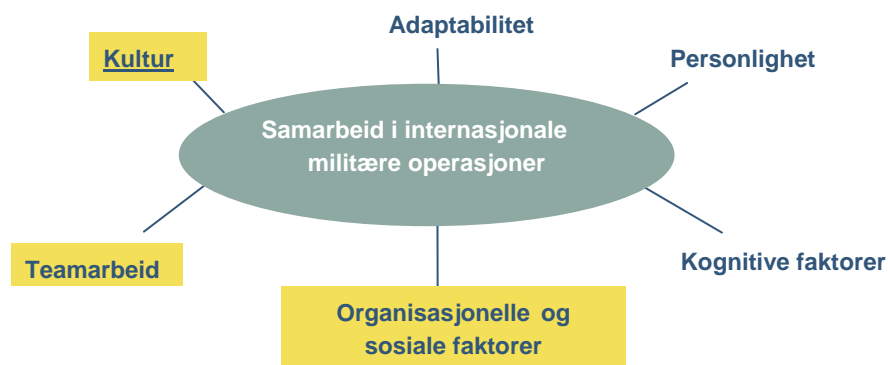 Adaptabilitet
Kultur
Personlighet
Samarbeid i internasjonale
militære operasjoner
Teamarbeid
Kognitive faktorer
Organisasjonelle og
sosiale faktorer